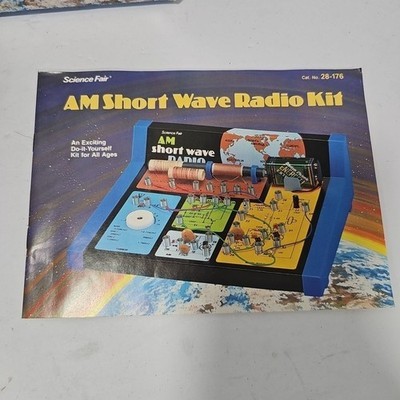 Science Fair®
Cat. No. 28-176
AM Short Wave Radio Kit
An Exciting
Do-It-Yourself
Kit for All Ages
Science Fair
AM
short wave
RADIO